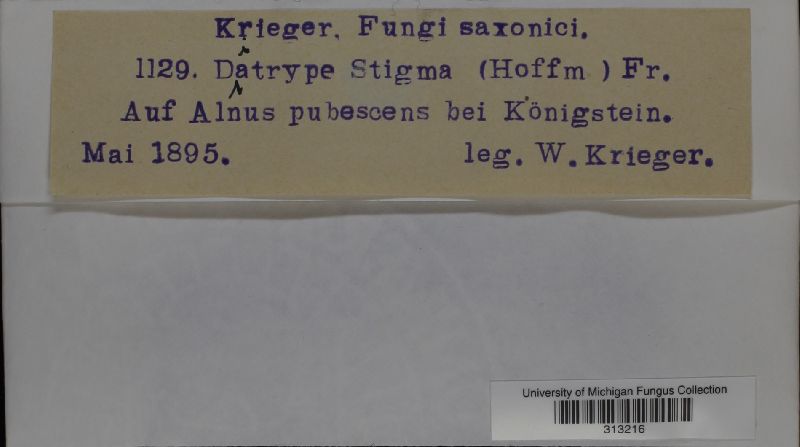 Krieger. Fungi saxonici.
1129. Datrype Stigma (Hoffm ) Fr.
Auf Alnus pubescens bei Königstein.
Mai 1895. leg. W. Krieger.
University of Michigan Fungus Collection
313216